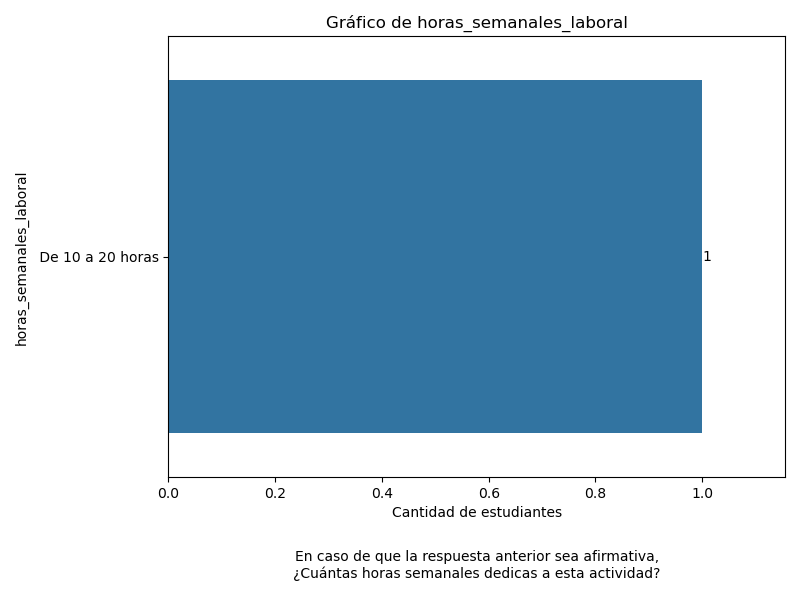 Gráfico de horas_semanales_laboral
horas_semanales_laboral
De 10 a 20 horas
1
0.0
0.2
0.4
0.6
0.8
1.0
Cantidad de estudiantes
En caso de que la respuesta anterior sea afirmativa,
¿Cuántas horas semanales dedicas a esta actividad?